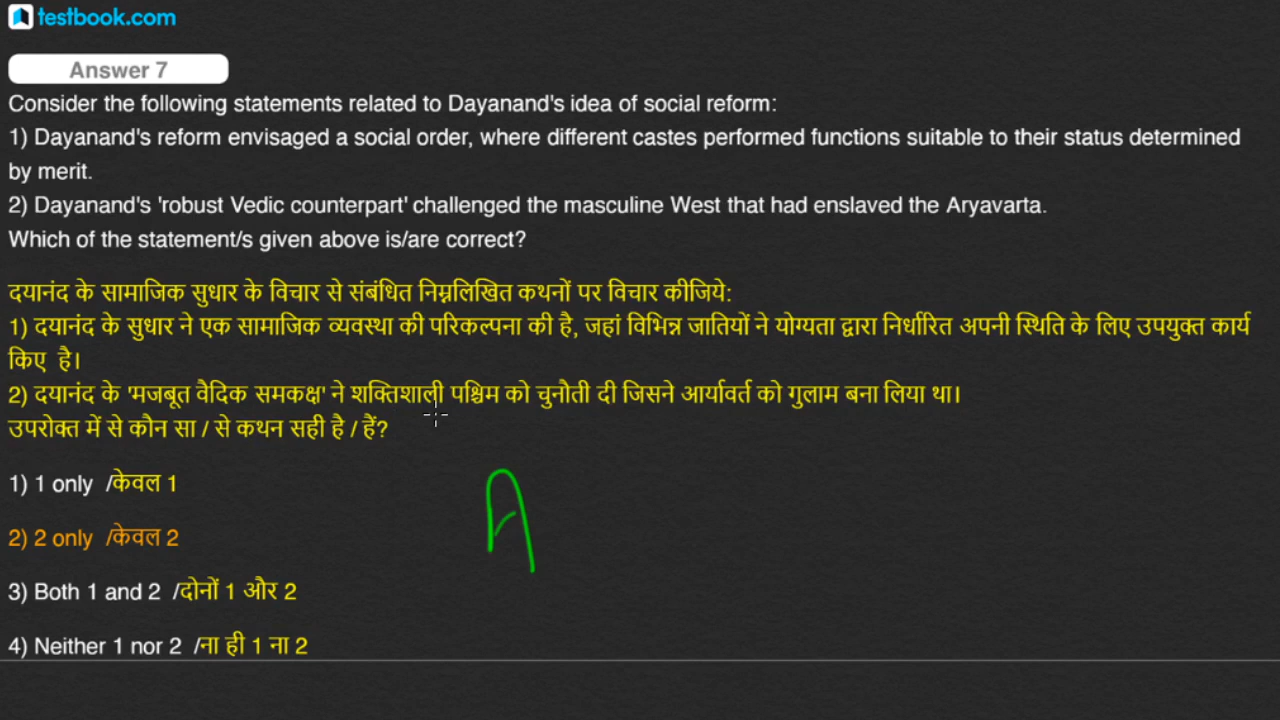 testbook.com
Answer 7
Consider the following statements related to Dayanand's idea of social reform:
1) Dayanand's reform envisaged a social order, where different castes performed functions suitable to their status determined
by merit.
2) Dayanand's 'robust Vedic counterpart' challenged the masculine West that had enslaved the Aryavarta.
Which of the statement/s given above is/are correct?
दयानंद के सामाजिक सुधार के विचार से संबंधित निम्नलिखित कथनों पर विचार कीजिये:
1) दयानंद के सुधार ने एक सामाजिक व्यवस्था की परिकल्पना की है, जहां विभिन्न जातियों ने योग्यता द्वारा निर्धारित अपनी स्थिति के लिए उपयुक्त कार्य
किए है।
2) दयानंद के 'मजबूत वैदिक समकक्ष' ने शक्तिशाली पश्चिम को चुनौती दी जिसने आर्यावर्त को गुलाम बना लिया था।
उपरोक्त में से कौन सा / से कथन सही है / हैं?
1) 1 only /केवल 1
2) 2 only /केवल 2
A
3) Both 1 and 2 /दोनों 1 और 2
4) Neither 1 nor 2 /ना ही 1 ना 2